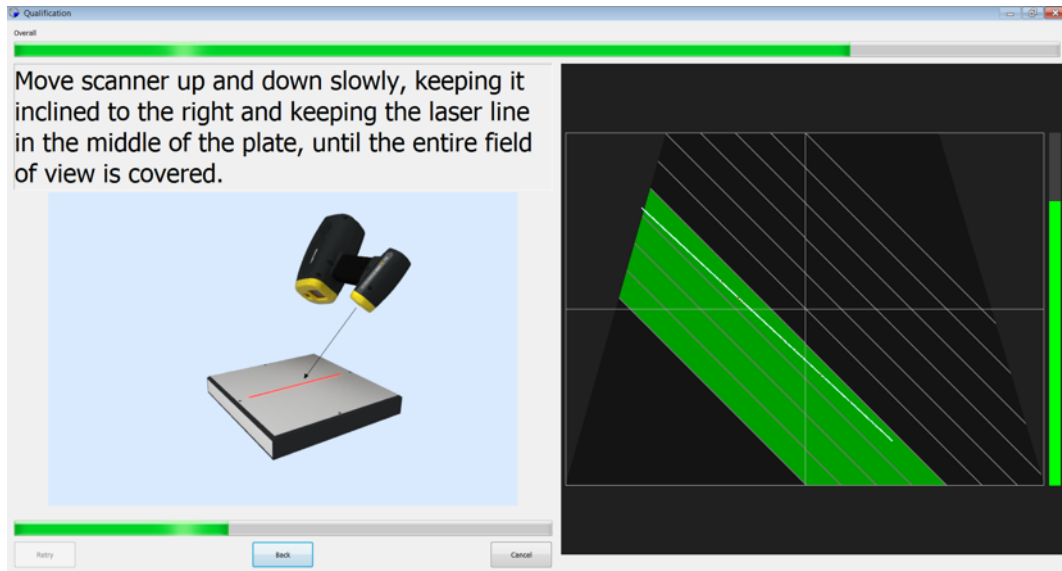 Qualification
Overall
Move scanner up and down slowly, keeping it
inclined to the right and keeping the laser line
in the middle of the plate, until the entire field
of view is covered.
Retry
Back
Cancel